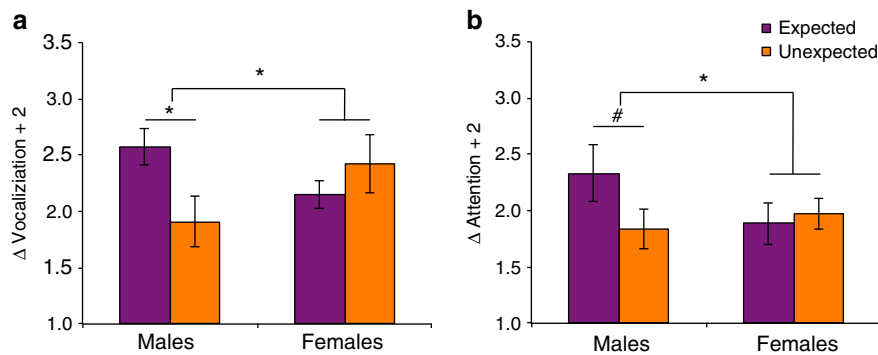 a
3.5
3.0
2.5
2.0
1.5
1.0
Δ Vocaliziation + 2
*
*
Males
Females
b
3.5
3.0
2.5
2.0
1.5
1.0
Δ Attention + 2
Expected
Unexpected
*
#
Males
Females